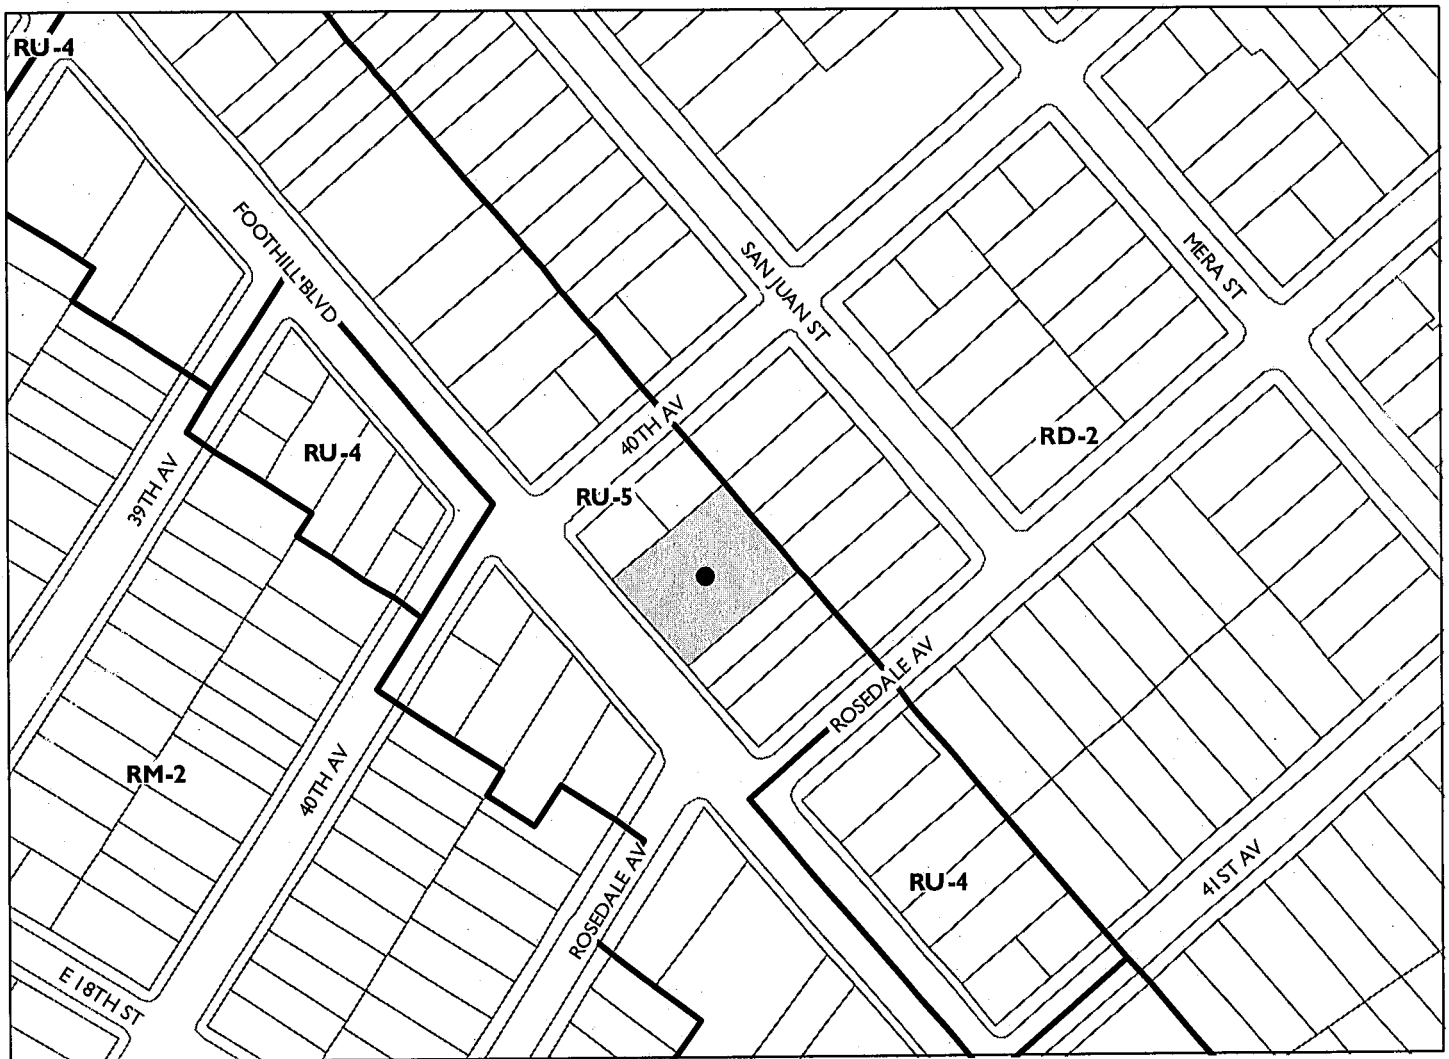 RU-4
FOOTHILL BLVD
SAN JUAN ST
MERA ST
40TH AV
RD-2
RU-4
39TH AV
RU-5
ROSEDALE AV
RM-2
40TH AV
RU-4
41ST AV
ROSEDALE AV
E 18TH ST